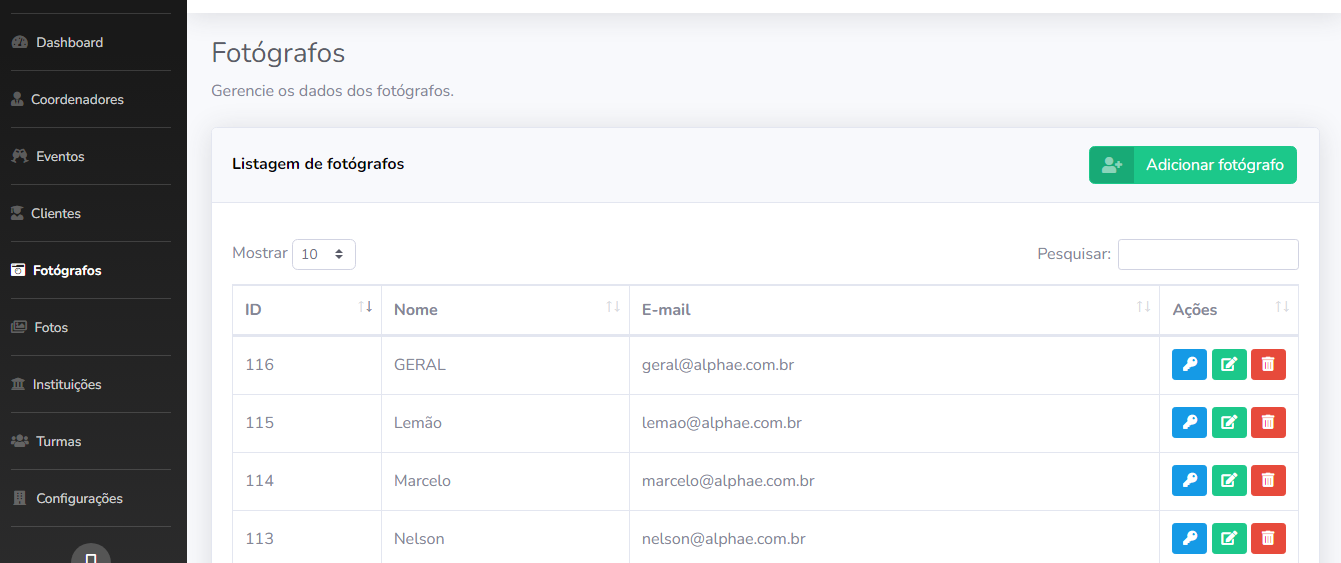 Dashboard
Coordenadores
Eventos
Clientes
Fotógrafos
Fotos
Instituições
Turmas
Configurações
Fotógrafos
Gerencie os dados dos fotógrafos.
Listagem de fotógrafos
Adicionar fotógrafo
Mostrar 10
Pesquisar:
ID Nome E-mail Ações
116 GERAL geral@alphae.com.br
115 Lemão lemao@alphae.com.br
114 Marcelo marcelo@alphae.com.br
113 Nelson nelson@alphae.com.br